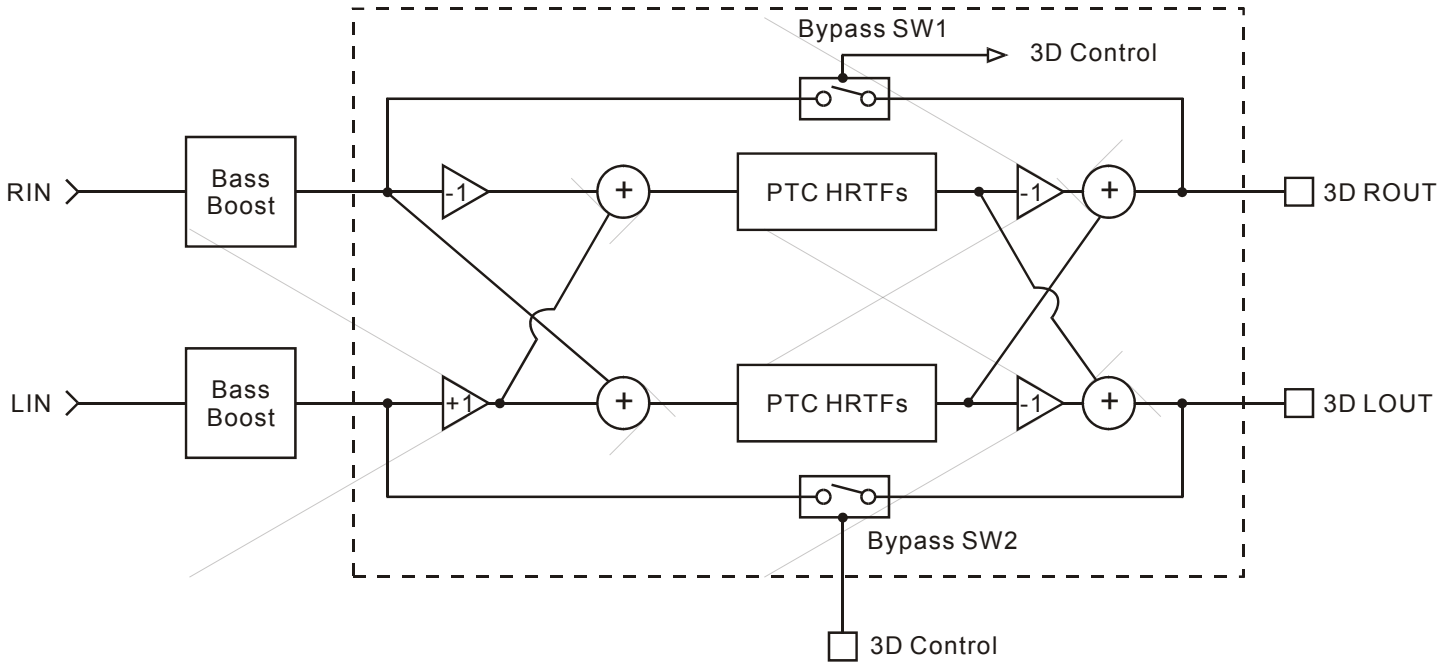 Bypass SW1
3D Control
RIN
Bass
Boost
-1
+
PTC HRTFs
-1
+
3D ROUT
LIN
Bass
Boost
+1
+
PTC HRTFs
-1
+
3D LOUT
Bypass SW2
3D Control